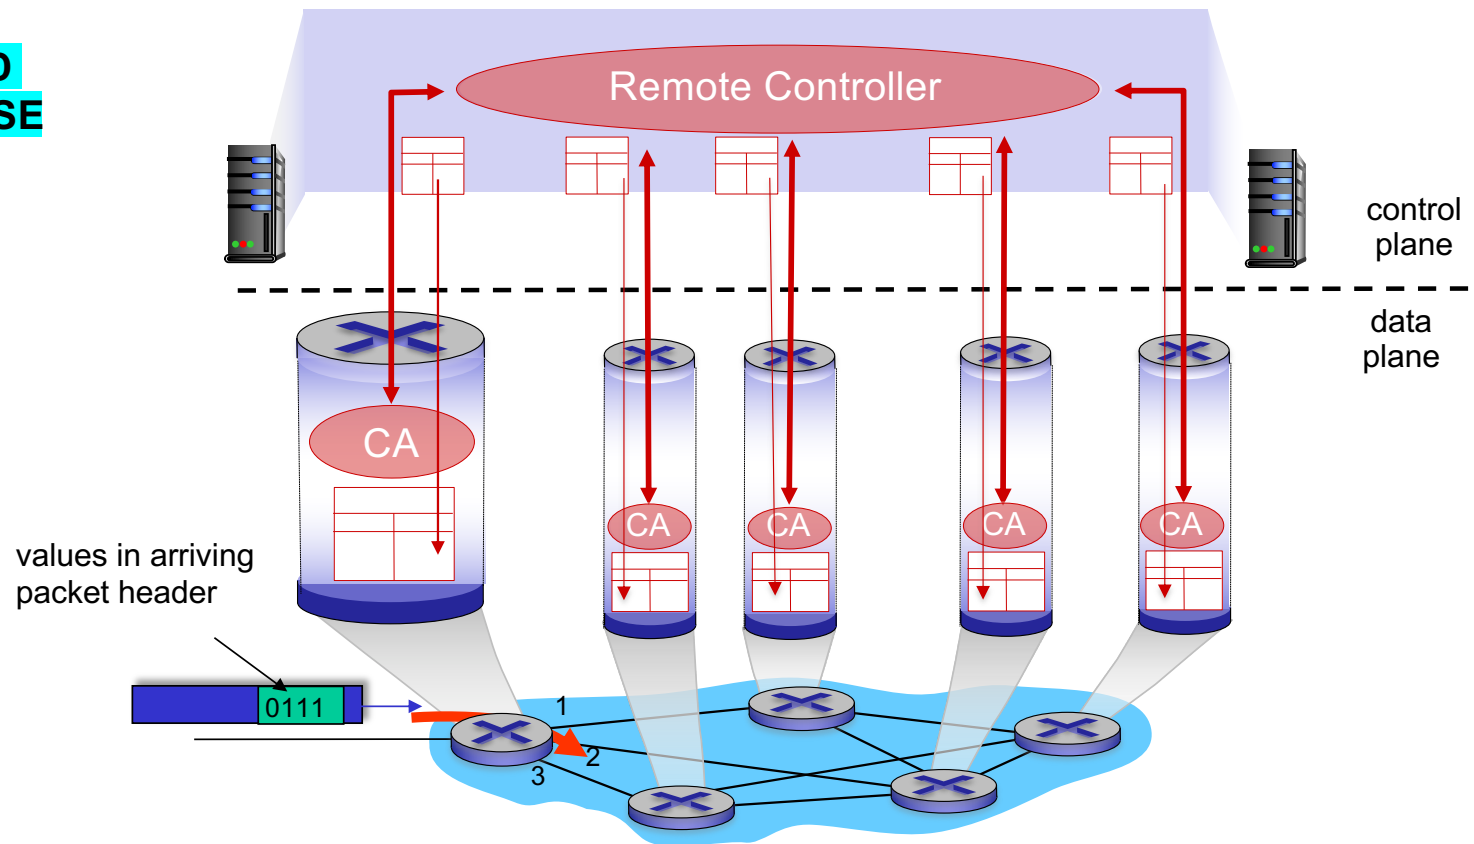 Remote Controller
control
plane
data
plane
CA
CA
CA
CA
CA
values in arriving
packet header
0111
1
2
3